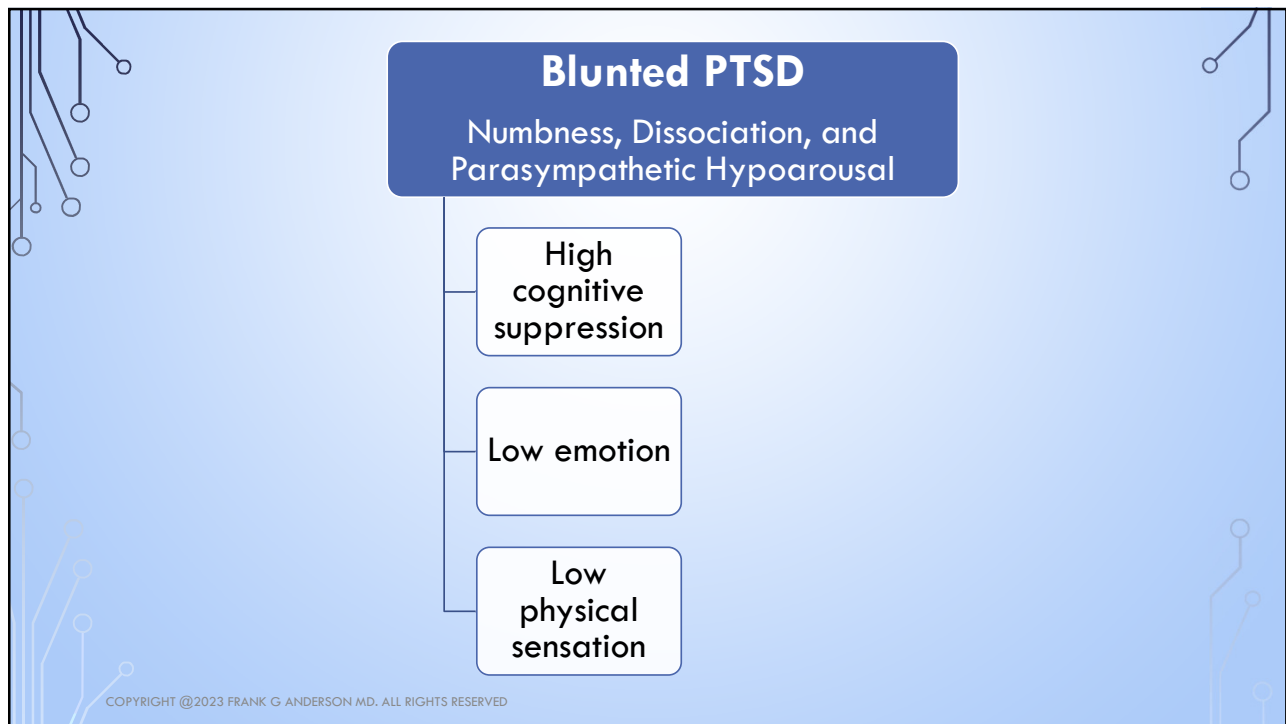 Blunted PTSD
Numbness, Dissociation, and
Parasympathetic Hypoarousal
High
cognitive
suppression
Low emotion
Low
physical
sensation
COPYRIGHT @2023 FRANK G ANDERSON MD. ALL RIGHTS RESERVED